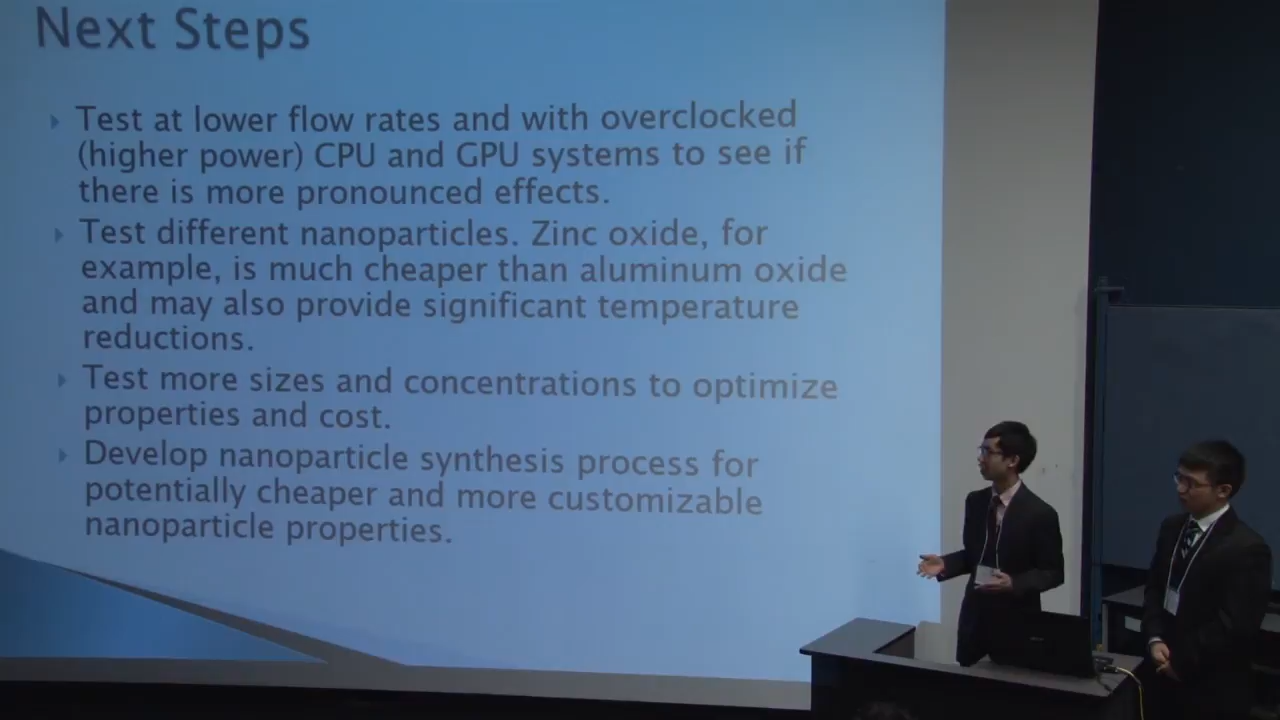 Next Steps
Test at lower flow rates and with overclocked
(higher power) CPU and GPU systems to see if
there is more pronounced effects.
Test different nanoparticles. Zinc oxide, for
example, is much cheaper than aluminum oxide
and may also provide significant temperature
reductions.
Test more sizes and concentrations to optimize
properties and cost.
Develop nanoparticle synthesis process for
potentially cheaper and more customizable
nanoparticle properties.